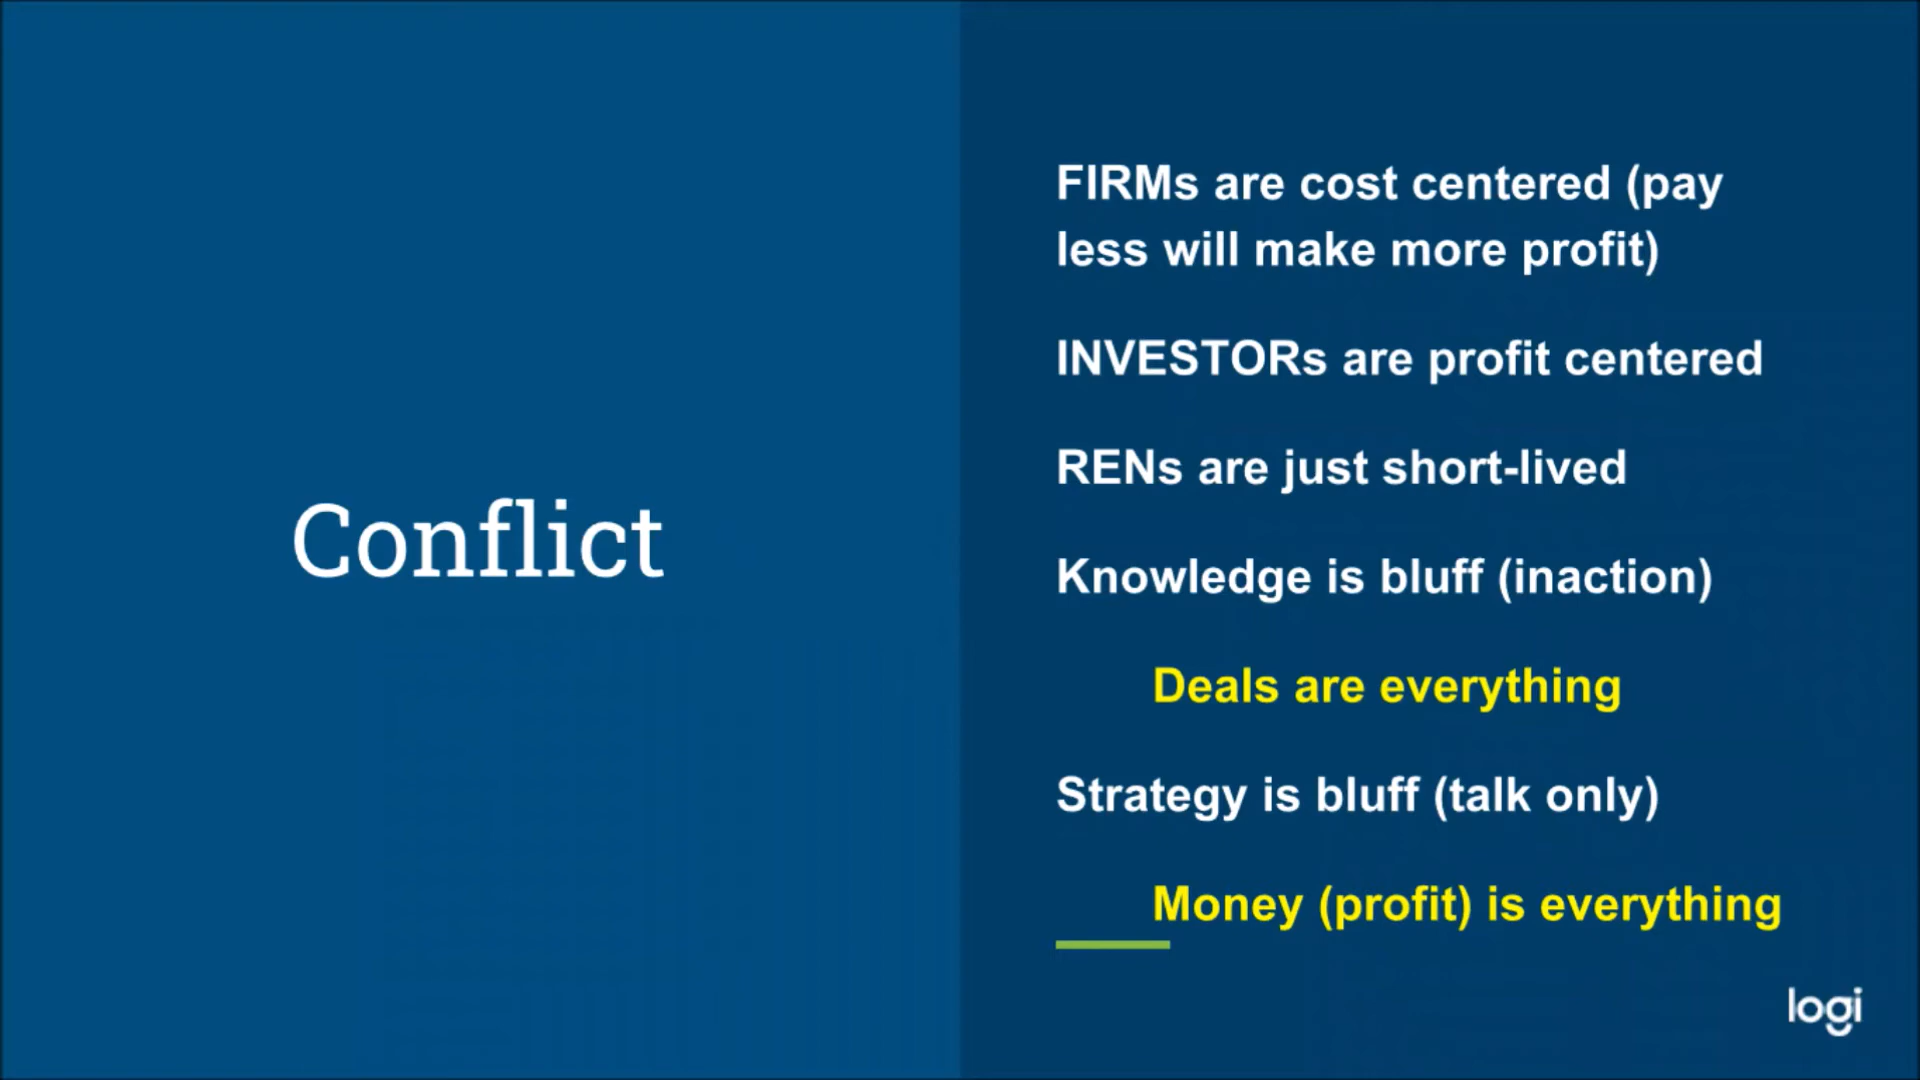 Conflict
FIRMs are cost centered (pay
less will make more profit)
INVESTORs are profit centered
RENs are just short-lived
Knowledge is bluff (inaction)
Deals are everything
Strategy is bluff (talk only)
Money (profit) is everything
logi